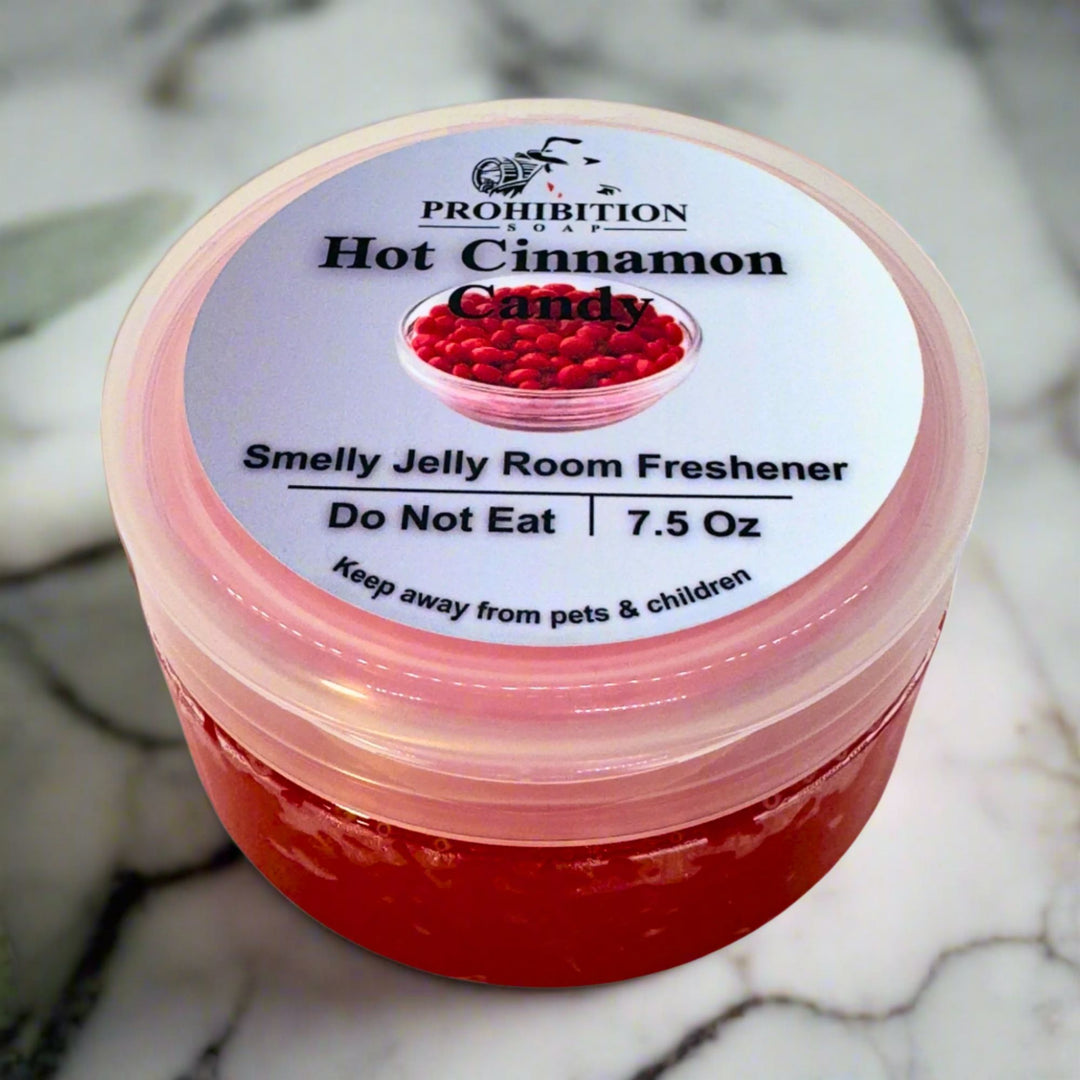 PROHIBITION
SOAP
Hot Cinnamon
Candy
Smelly Jelly Room Freshener
Do Not Eat | 7.5 Oz
Keep away from pets & children